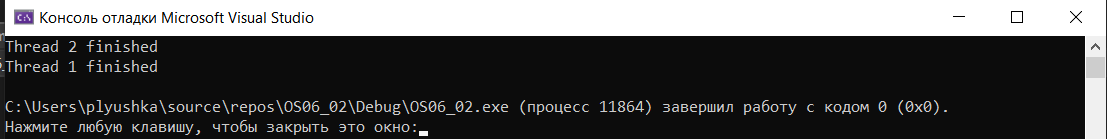 Консоль отладки Microsoft Visual Studio
Thread 2 finished
Thread 1 finished
C:\Users\plyushka\source\repos\OS06_02\Debug\OS06_02.exe (процесс 11864) завершил работу с кодом 0 (0x0).
Нажмите любую клавишу, чтобы закрыть это окно: